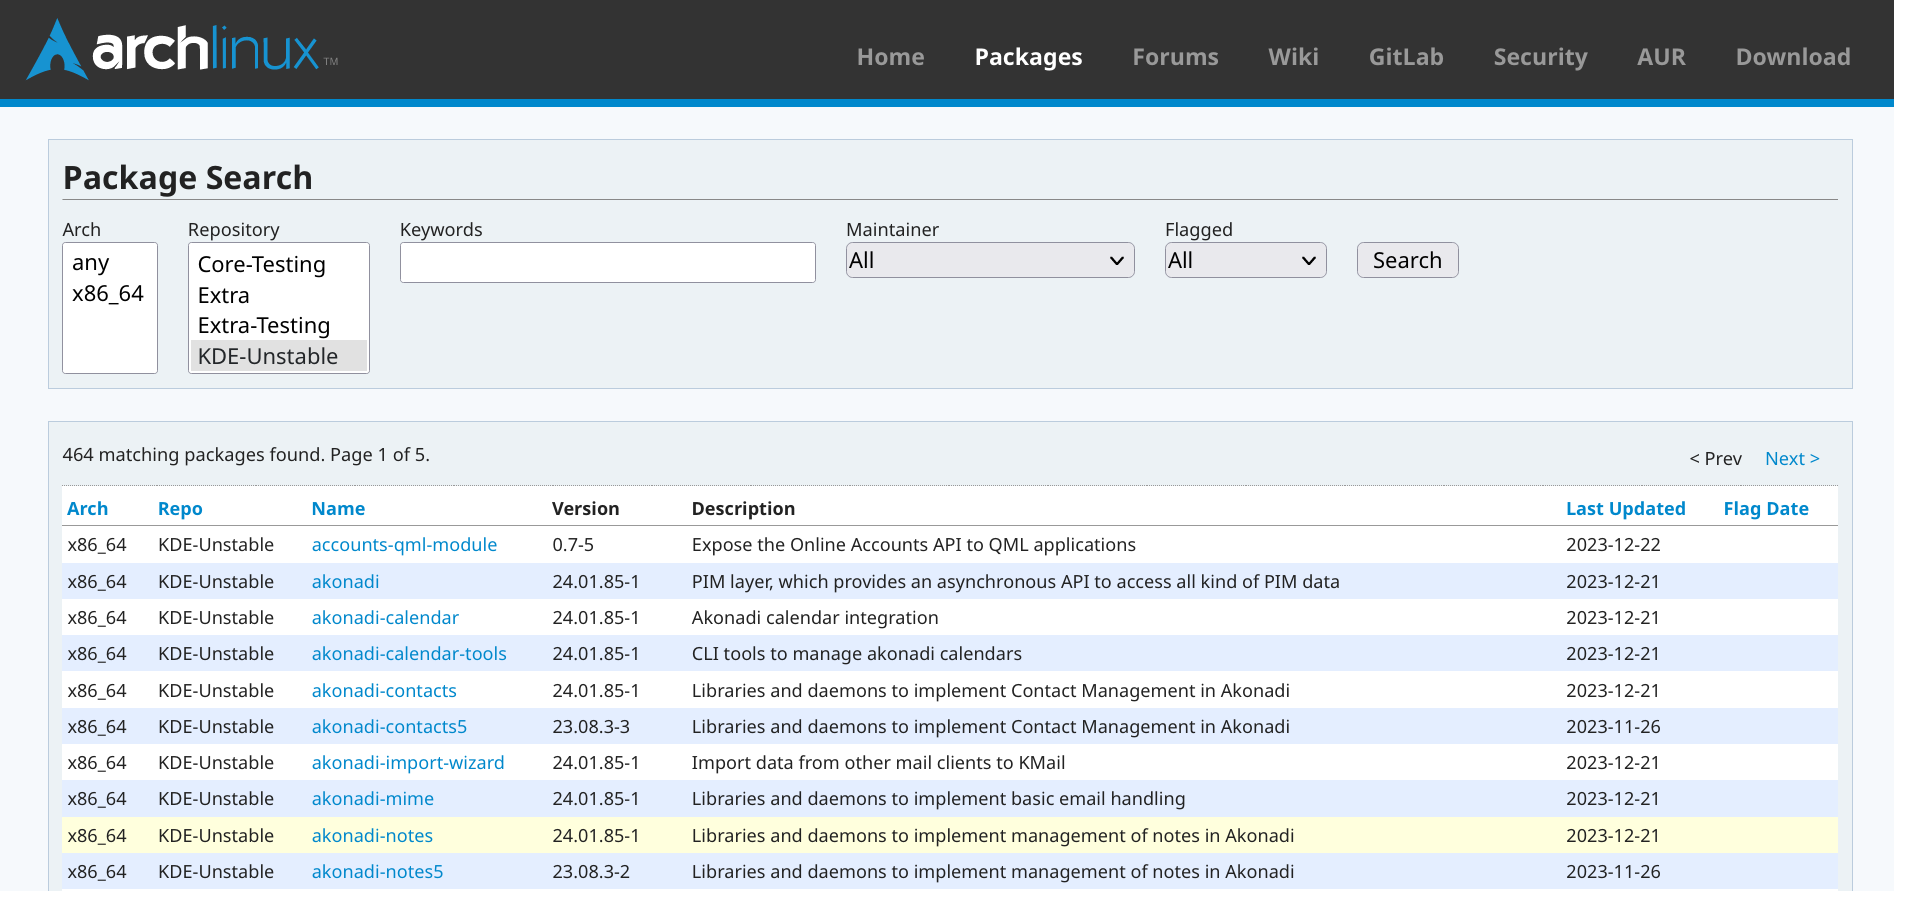 archlinux™
Home Packages Forums Wiki GitLab Security AUR Download
Package Search
Arch Repository Keywords Maintainer Flagged
any
x86_64
Core-Testing
Extra
Extra-Testing
KDE-Unstable
All
All
Search
464 matching packages found. Page 1 of 5.
< Prev Next >
Arch Repo Name Version Description Last Updated Flag Date
x86_64 KDE-Unstable accounts-qml-module 0.7-5 Expose the Online Accounts API to QML applications 2023-12-22
x86_64 KDE-Unstable akonadi 24.01.85-1 PIM layer, which provides an asynchronous API to access all kind of PIM data 2023-12-21
x86_64 KDE-Unstable akonadi-calendar 24.01.85-1 Akonadi calendar integration 2023-12-21
x86_64 KDE-Unstable akonadi-calendar-tools 24.01.85-1 CLI tools to manage akonadi calendars 2023-12-21
x86_64 KDE-Unstable akonadi-contacts 24.01.85-1 Libraries and daemons to implement Contact Management in Akonadi 2023-12-21
x86_64 KDE-Unstable akonadi-contacts5 23.08.3-3 Libraries and daemons to implement Contact Management in Akonadi 2023-11-26
x86_64 KDE-Unstable akonadi-import-wizard 24.01.85-1 Import data from other mail clients to KMail 2023-12-21
x86_64 KDE-Unstable akonadi-mime 24.01.85-1 Libraries and daemons to implement basic email handling 2023-12-21
x86_64 KDE-Unstable akonadi-notes 24.01.85-1 Libraries and daemons to implement management of notes in Akonadi 2023-12-21
x86_64 KDE-Unstable akonadi-notes5 23.08.3-2 Libraries and daemons to implement management of notes in Akonadi 2023-11-26